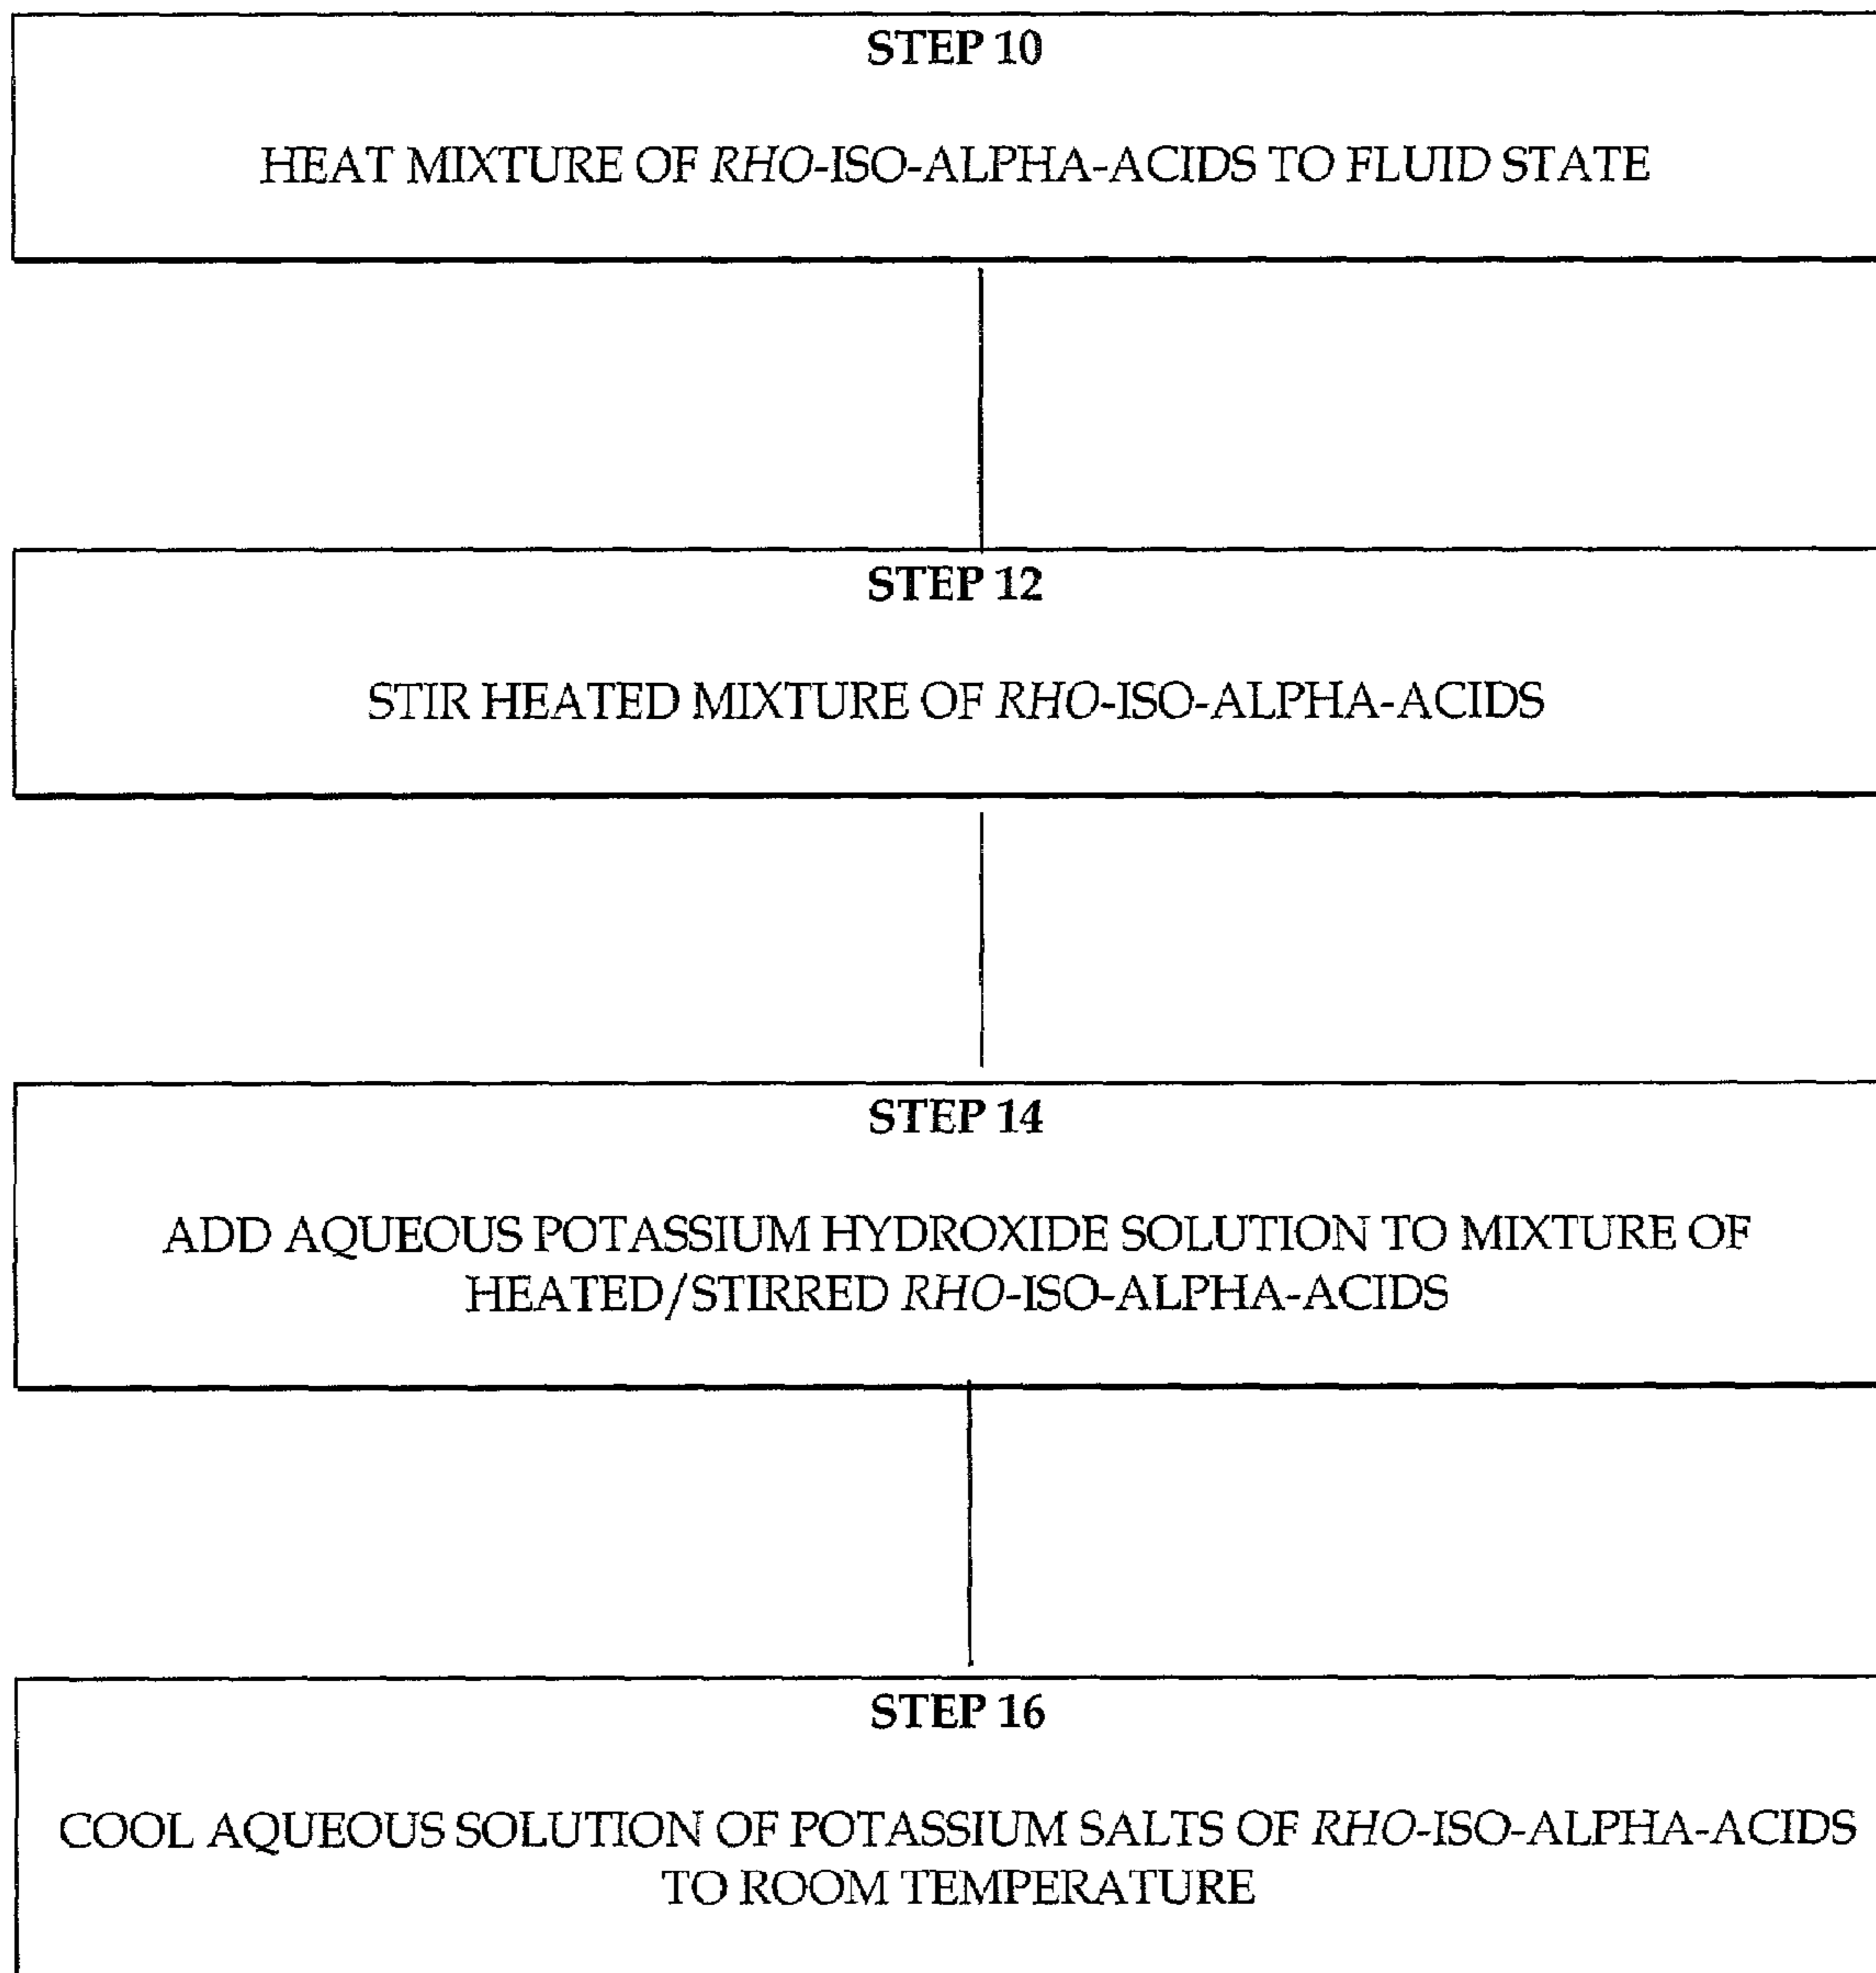 STEP 10
HEAT MIXTURE OF RHO-ISO-ALPHA-ACIDS TO FLUID STATE
STEP 12
STIR HEATED MIXTURE OF RHO-ISO-ALPHA-ACIDS
STEP 14
ADD AQUEOUS POTASSIUM HYDROXIDE SOLUTION TO MIXTURE OF
HEATED/STIRRED RHO-ISO-ALPHA-ACIDS
STEP 16
COOL AQUEOUS SOLUTION OF POTASSIUM SALTS OF RHO-ISO-ALPHA-ACIDS
TO ROOM TEMPERATURE